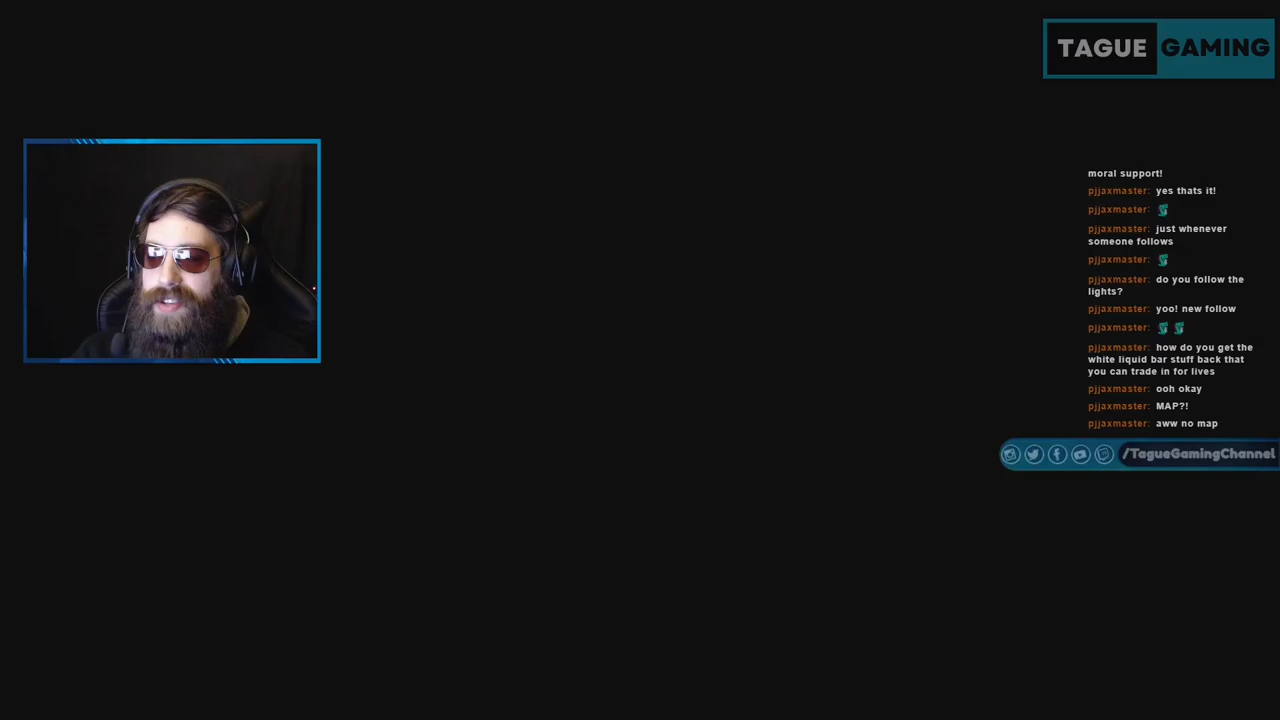 TAGUE GAMING
moral support!
pjjaxmaster: yes thats it!
pjjaxmaster:
pjjaxmaster: just whenever
someone follows
pjjaxmaster:
pjjaxmaster: do you follow the
lights?
pjjaxmaster: yoo! new follow
pjjaxmaster:
pjjaxmaster: how do you get the
white liquid bar stuff back that
you can trade in for lives
pjjaxmaster: ooh okay
pjjaxmaster: MAP?!
pjjaxmaster: aww no map
/TagueGamingChannel